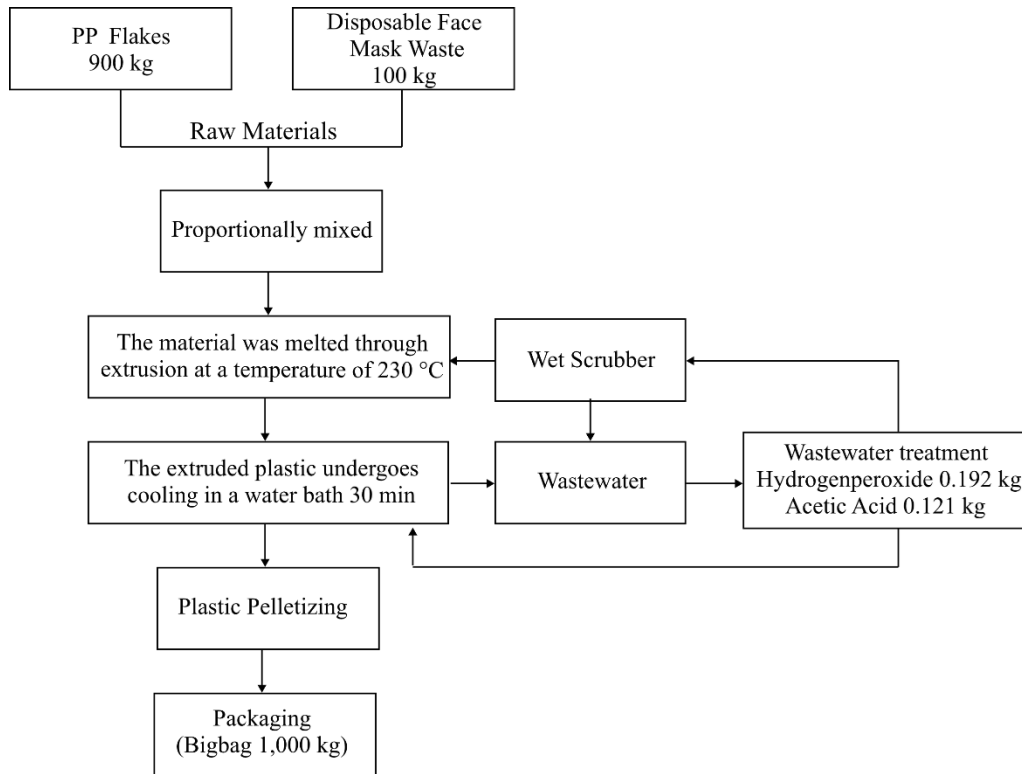 PP Flakes
900 kg
Disposable Face
Mask Waste
100 kg
Raw Materials
Proportionally mixed
The material was melted through
extrusion at a temperature of 230 °C
Wet Scrubber
The extruded plastic undergoes
cooling in a water bath 30 min
Wastewater
Wastewater treatment
Hydrogenperoxide 0.192 kg
Acetic Acid 0.121 kg
Plastic Pelletizing
Packaging
(Bigbag 1,000 kg)